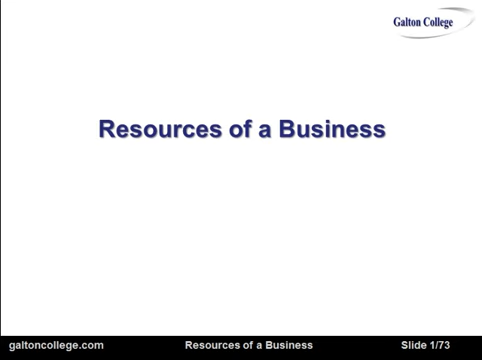 Galton College
Resources of a Business
galtoncollege.com Resources of a Business Slide 1/73